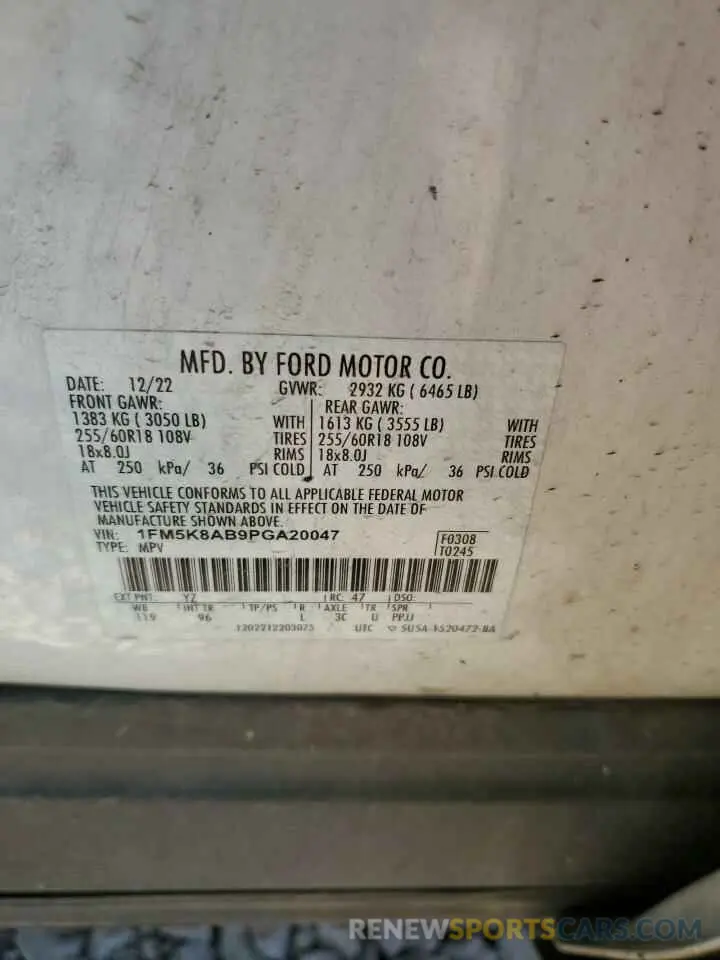 MFD. BY FORD MOTOR CO.
DATE: 12/22 GVWR: 2932 KG ( 6465 LB)
FRONT GAWR: REAR GAWR:
1383 KG ( 3050 LB) WITH 1613 KG ( 3555 LB) WITH
255/60R18 108V TIRES 255/60R18 108V TIRES
18x8.0J RIMS 18x8.0J RIMS
AT 250 kPa/ 36 PSI COLD AT 250 kPa/ 36 PSI COLD
THIS VEHICLE CONFORMS TO ALL APPLICABLE FEDERAL MOTOR
VEHICLE SAFETY STANDARDS IN EFFECT ON THE DATE OF
MANUFACTURE SHOWN ABOVE.
VIN: 1FM5K8AB9PGA20047 F0308
TYPE: MPV T0245
EXT PNT: YZ RC: 47 DSO:
WB INT TR TP/PS R AXLE TR SPR
119 96 L 3C U PPJJ
1202212203075 UTC
RENEWSPORTSCARS.COM